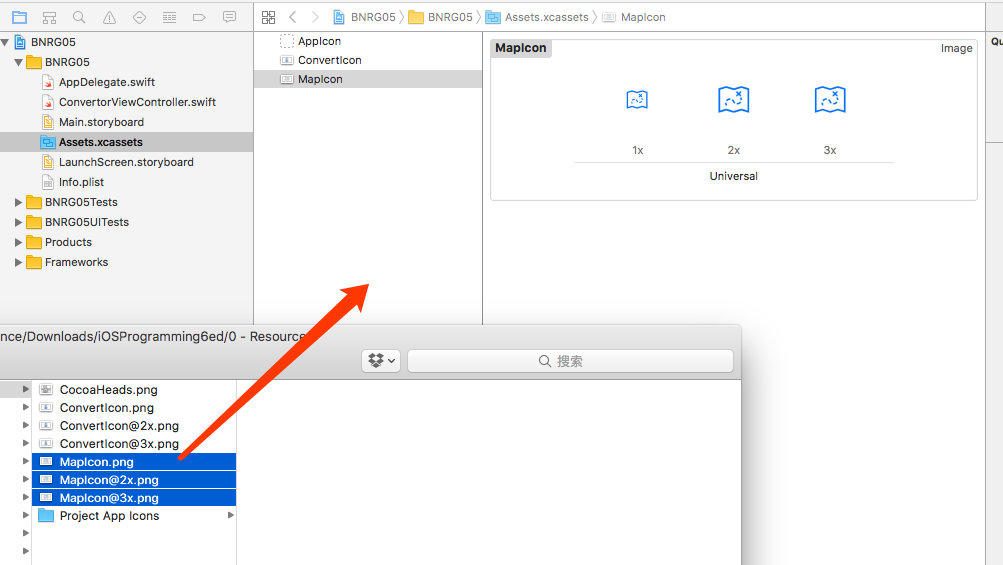 BNRG05 BNRG05 Assets.xcassets MapIcon
BNRG05
BNRG05
AppDelegate.swift
ConvertorViewController.swift
Main.storyboard
Assets.xcassets
LaunchScreen.storyboard
Info.plist
BNRG05Tests
BNRG05UITests
Products
Frameworks
AppIcon
ConvertIcon
MapIcon
MapIcon Image
1x 2x 3x
Universal
Qu
nce/Downloads/iOSProgramming6ed/0 - Resource
搜索
CocoaHeads.png
ConvertIcon.png
ConvertIcon@2x.png
ConvertIcon@3x.png
MapIcon.png
MapIcon@2x.png
MapIcon@3x.png
Project App Icons